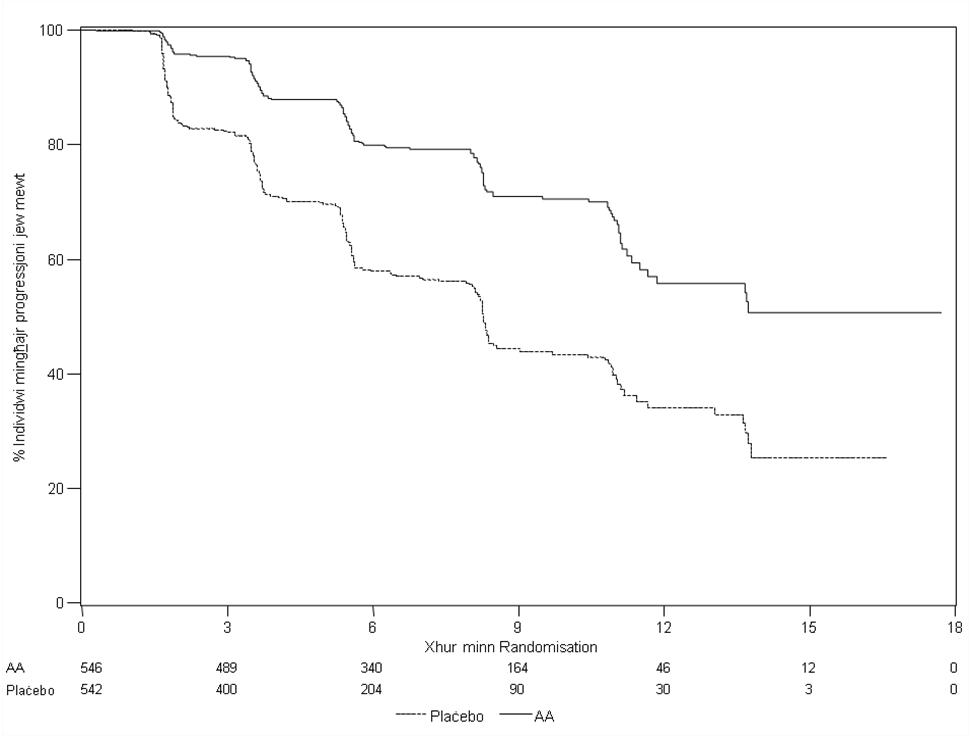 % Individwi mingħajr progressjoni jew mewt
100
80
60
40
20
0
0 3 6 9 12 15 18
Xhur minn Randomisation
AA 546 489 340 164 46 12 0
Plaċebo 542 400 204 90 30 3 0
Plaċebo AA